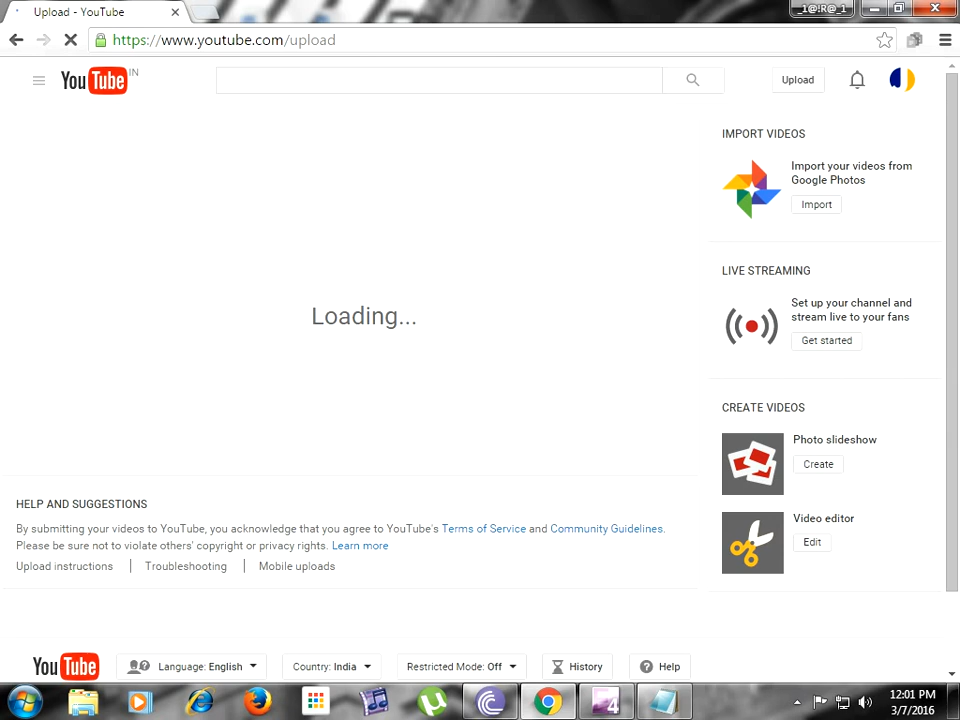 Upload - YouTube
_1@!R@_1
https://www.youtube.com/upload
YouTube IN
Upload
IMPORT VIDEOS
Import your videos from
Google Photos
Import
LIVE STREAMING
Set up your channel and
stream live to your fans
Get started
Loading...
CREATE VIDEOS
Photo slideshow
Create
Video editor
Edit
HELP AND SUGGESTIONS
By submitting your videos to YouTube, you acknowledge that you agree to YouTube's Terms of Service and Community Guidelines.
Please be sure not to violate others' copyright or privacy rights. Learn more
Upload instructions | Troubleshooting | Mobile uploads
YouTube
Language: English
Country: India
Restricted Mode: Off
History
Help
4
12:01 PM
3/7/2016